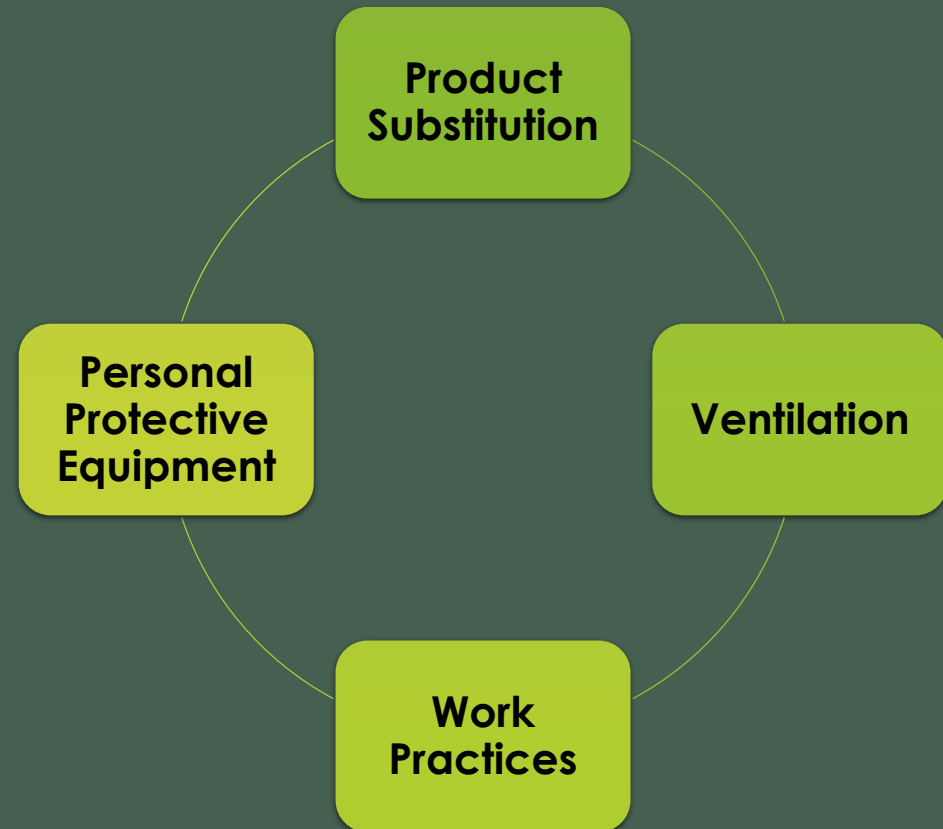 Product
Substitution
Ventilation
Work
Practices
Personal
Protective
Equipment